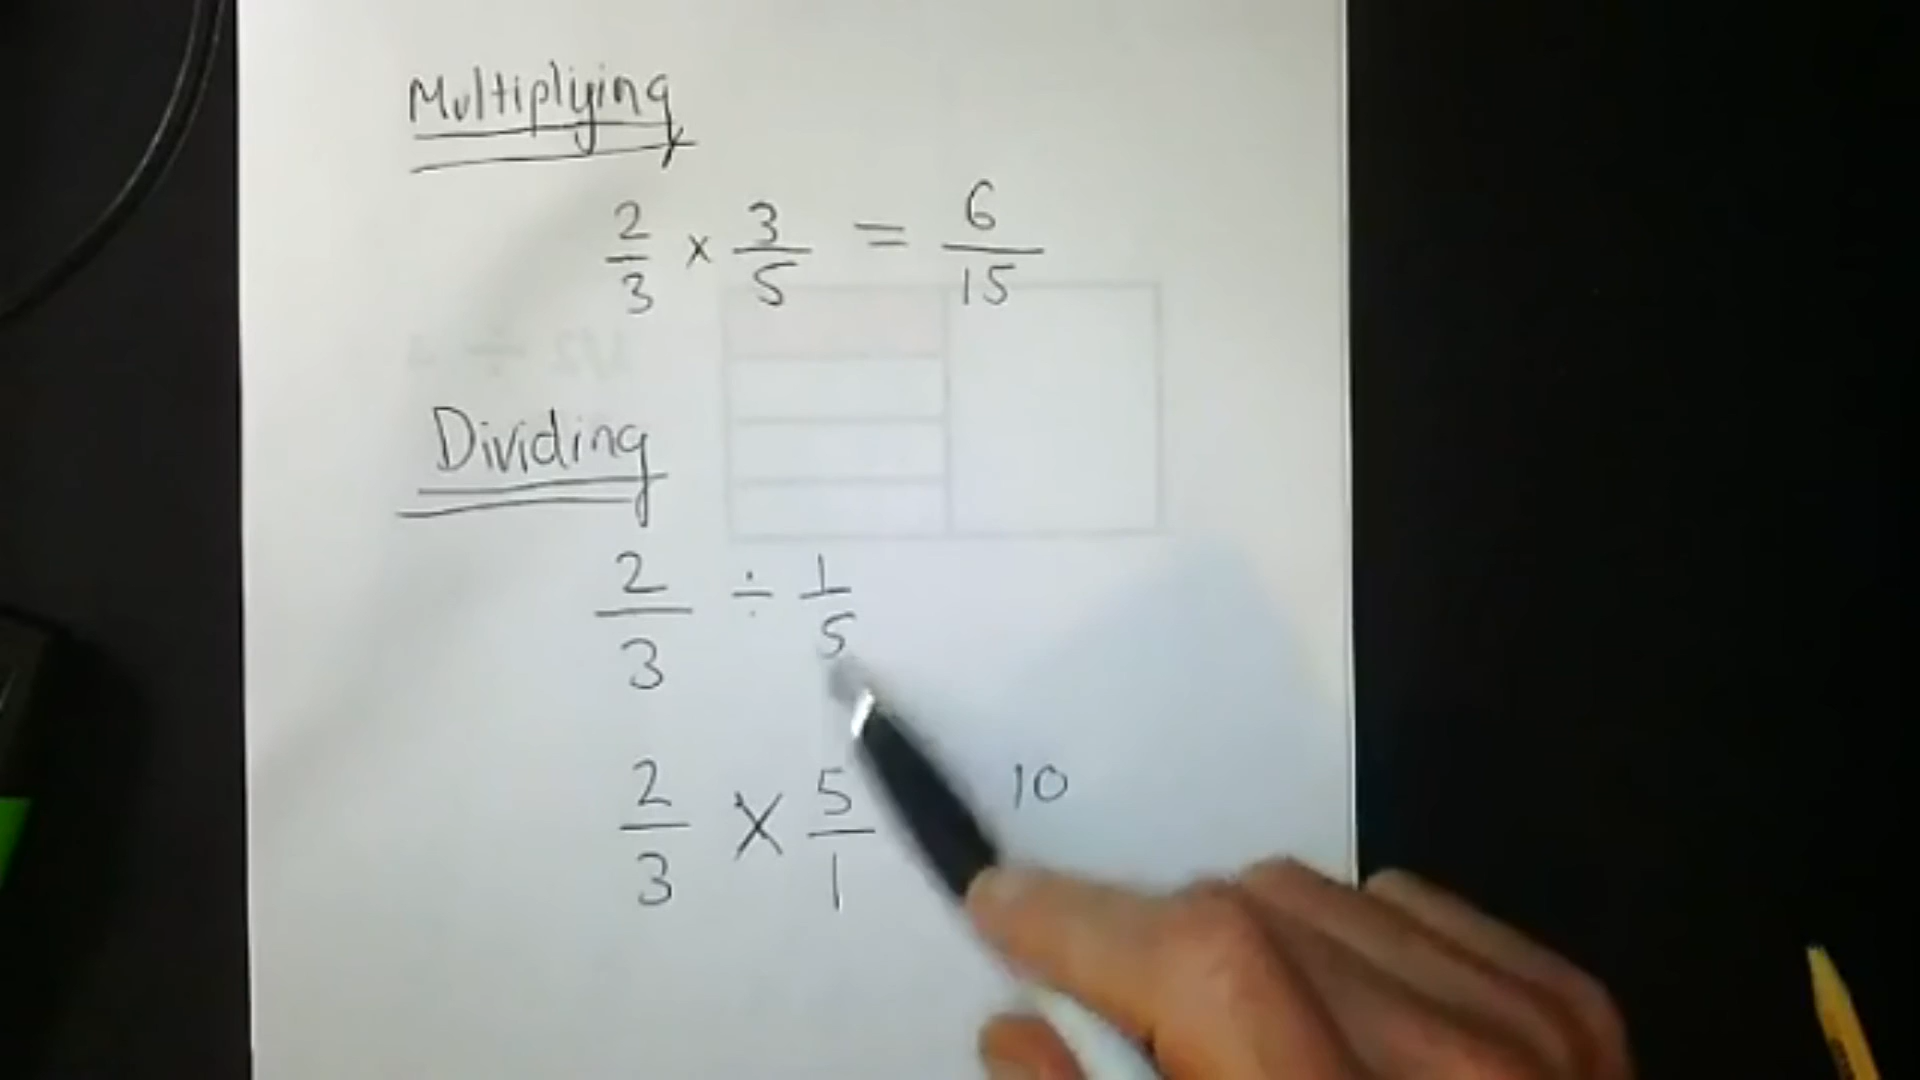 Multiplying
2/3 × 3/5 = 6/15
Dividing
2/3 ÷ 1/5
2/3 × 5/1 10